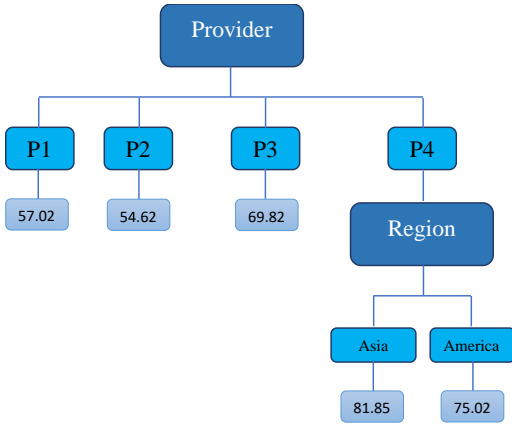 Provider
P1 P2 P3 P4
57.02 54.62 69.82
Region
Asia America
81.85 75.02